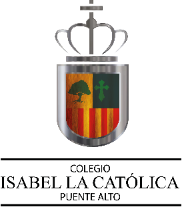 COLEGIO
ISABEL LA CATÓLICA
PUENTE ALTO